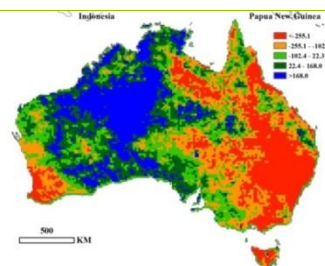 Indonesia
Papua New Guinea
<-255.1
-255.1 - -102
-102.4 - 22.3
22.4 - 168.0
>168.0
500
KM